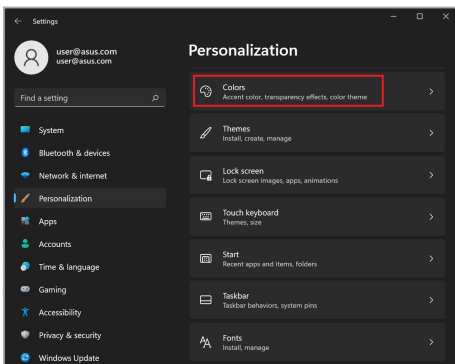 Settings
user@asus.com
user@asus.com
Find a setting
System
Bluetooth & devices
Network & internet
Personalization
Apps
Accounts
Time & language
Gaming
Accessibility
Privacy & security
Windows Update
Personalization
Colors
Accent color, transparency effects, color theme
Themes
Install, create, manage
Lock screen
Lock screen images, apps, animations
Touch keyboard
Themes, size
Start
Recent apps and items, folders
Taskbar
Taskbar behaviors, system pins
Fonts
Install, manage